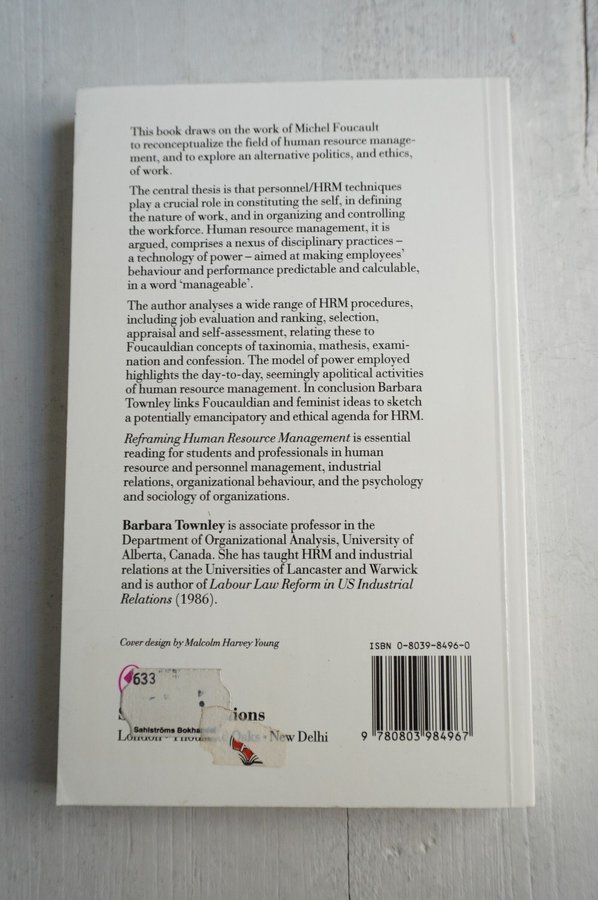 This book draws on the work of Michel Foucault
to reconceptualize the field of human resource manage-
ment, and to explore an alternative politics, and ethics,
of work.
The central thesis is that personnel/HRM techniques
play a crucial role in constituting the self, in defining
the nature of work, and in organizing and controlling
the workforce. Human resource management, it is
argued, comprises a nexus of disciplinary practices –
a technology of power – aimed at making employees'
behaviour and performance predictable and calculable,
in a word 'manageable'.
The author analyses a wide range of HRM procedures,
including job evaluation and ranking, selection,
appraisal and self-assessment, relating these to
Foucauldian concepts of taxinomia, mathesis, exami-
nation and confession. The model of power employed
highlights the day-to-day, seemingly apolitical activities
of human resource management. In conclusion Barbara
Townley links Foucauldian and feminist ideas to sketch
a potentially emancipatory and ethical agenda for HRM.
Reframing Human Resource Management is essential
reading for students and professionals in human
resource and personnel management, industrial
relations, organizational behaviour, and the psychology
and sociology of organizations.
Barbara Townley is associate professor in the
Department of Organizational Analysis, University of
Alberta, Canada. She has taught HRM and industrial
relations at the Universities of Lancaster and Warwick
and is author of Labour Law Reform in US Industrial
Relations (1986).
Cover design by Malcolm Harvey Young
ISBN 0-8039-8496-0
633
Sahlströms
London · Oaks · New Delhi
9 780803 984967